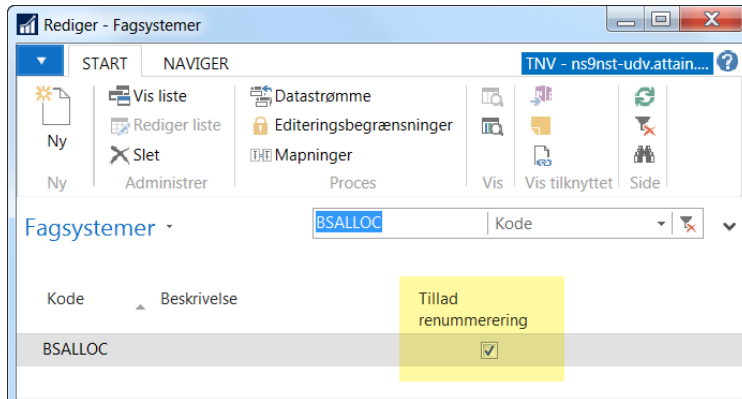 Rediger - Fagsystemer
START NAVIGER TNV - ns9nst-udv.attain....
Ny
Vis liste
Rediger liste
Slet
Datastrømme
Editeringsbegrænsninger
Mapninger
Ny Administrer Proces Vis Vis tilknyttet Side
Fagsystemer BSALLOC Kode
Kode Beskrivelse Tillad
renummerering
BSALLOC